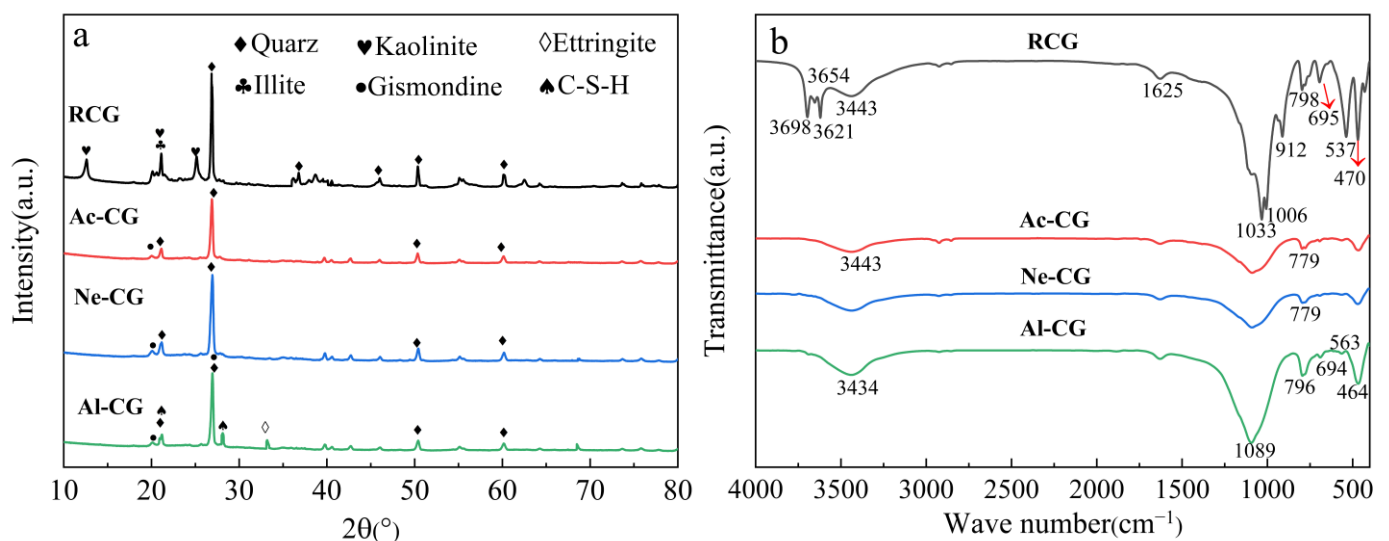 a
♦Quarz ♥Kaolinite ◊Ettringite
♣Illite ●Gismondine ♠C-S-H
RCG
Ac-CG
Ne-CG
Al-CG
Intensity(a.u.)
10 20 30 40 50 60 70 80
2θ(°)
b
RCG
3654
3698
3621
3443
1625
1033
1006
912
798
695
537
470
Ac-CG
3443
779
Ne-CG
779
Al-CG
3434
1089
796
694
563
464
Transmittance(a.u.)
4000 3500 3000 2500 2000 1500 1000 500
Wave number(cm⁻¹)